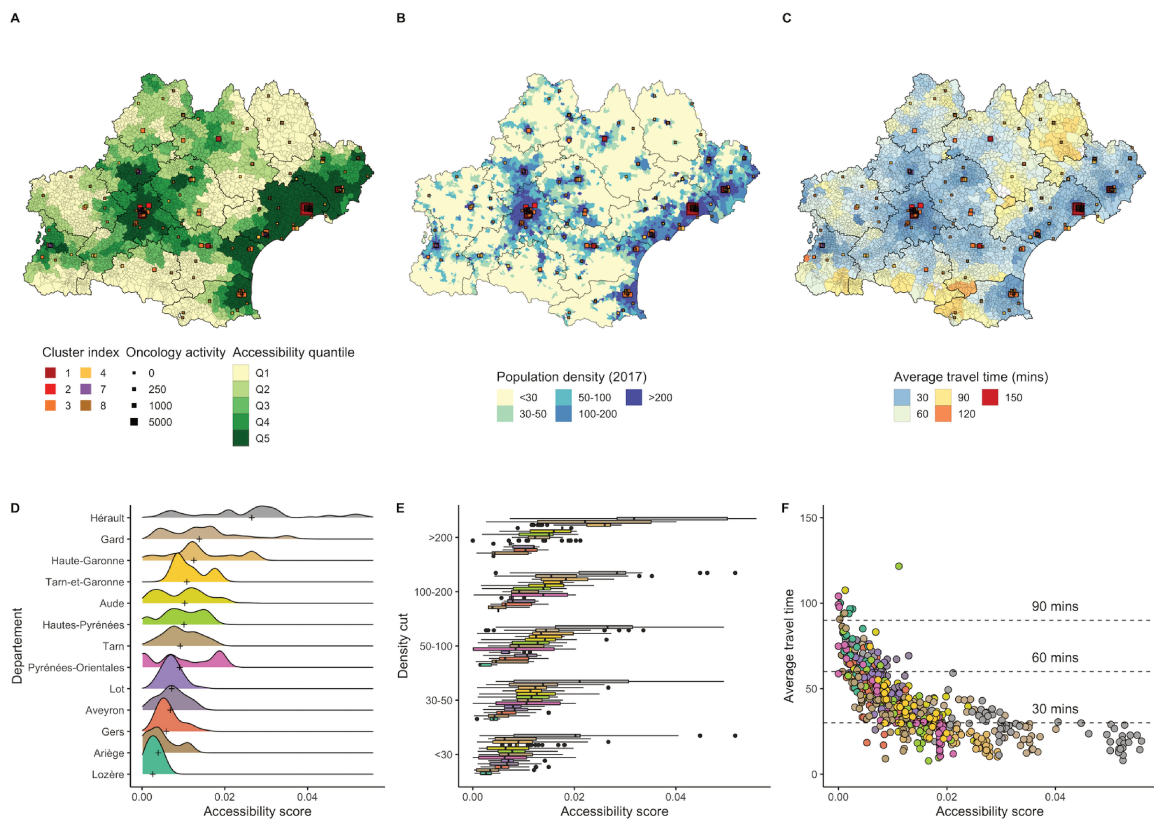 A
B
C
Cluster index
1
4
2
7
3
8
Oncology activity
0
250
1000
5000
Accessibility quantile
Q1
Q2
Q3
Q4
Q5
Population density (2017)
<30
50-100
>200
30-50
100-200
Average travel time (mins)
30
90
150
60
120
D
Departement
Hérault
Gard
Haute-Garonne
Tarn-et-Garonne
Aude
Hautes-Pyrénées
Tarn
Pyrénées-Orientales
Lot
Aveyron
Gers
Ariège
Lozère
0.00
0.02
0.04
Accessibility score
E
Density cut
>200
100-200
50-100
30-50
<30
0.00
0.02
0.04
Accessibility score
F
Average travel time
150
100
50
0
90 mins
60 mins
30 mins
0.00
0.02
0.04
Accessibility score